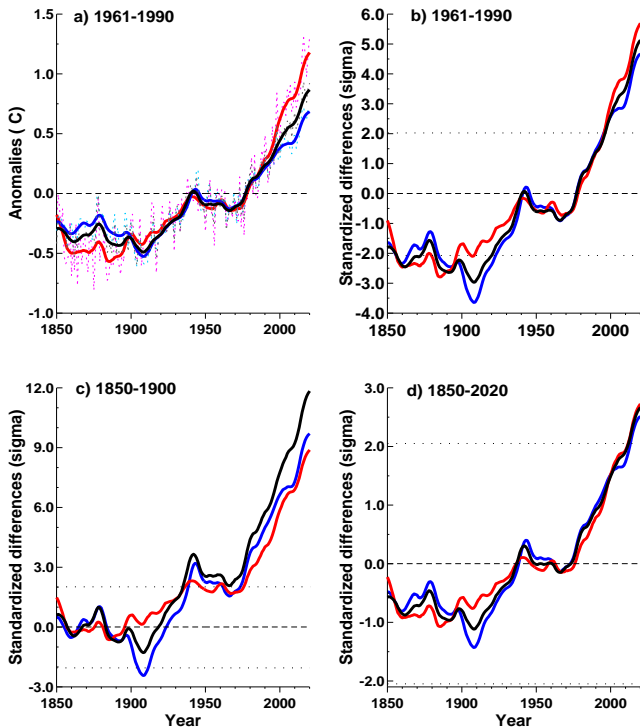 a) 1961-1990
Anomalies ( C)
1.5
1.0
0.5
0.0
-0.5
-1.0
1850 1900 1950 2000
b) 1961-1990
Stanardized differences (sigma)
6.0
5.0
4.0
3.0
2.0
1.0
0.0
-1.0
-2.0
-3.0
-4.0
1850 1900 1950 2000
c) 1850-1900
Standardized differences (sigma)
12.0
9.0
6.0
3.0
0.0
-3.0
1850 1900 1950 2000
Year
d) 1850-2020
Standardized differences (sigma)
3.0
2.0
1.0
0.0
-1.0
-2.0
1850 1900 1950 2000
Year